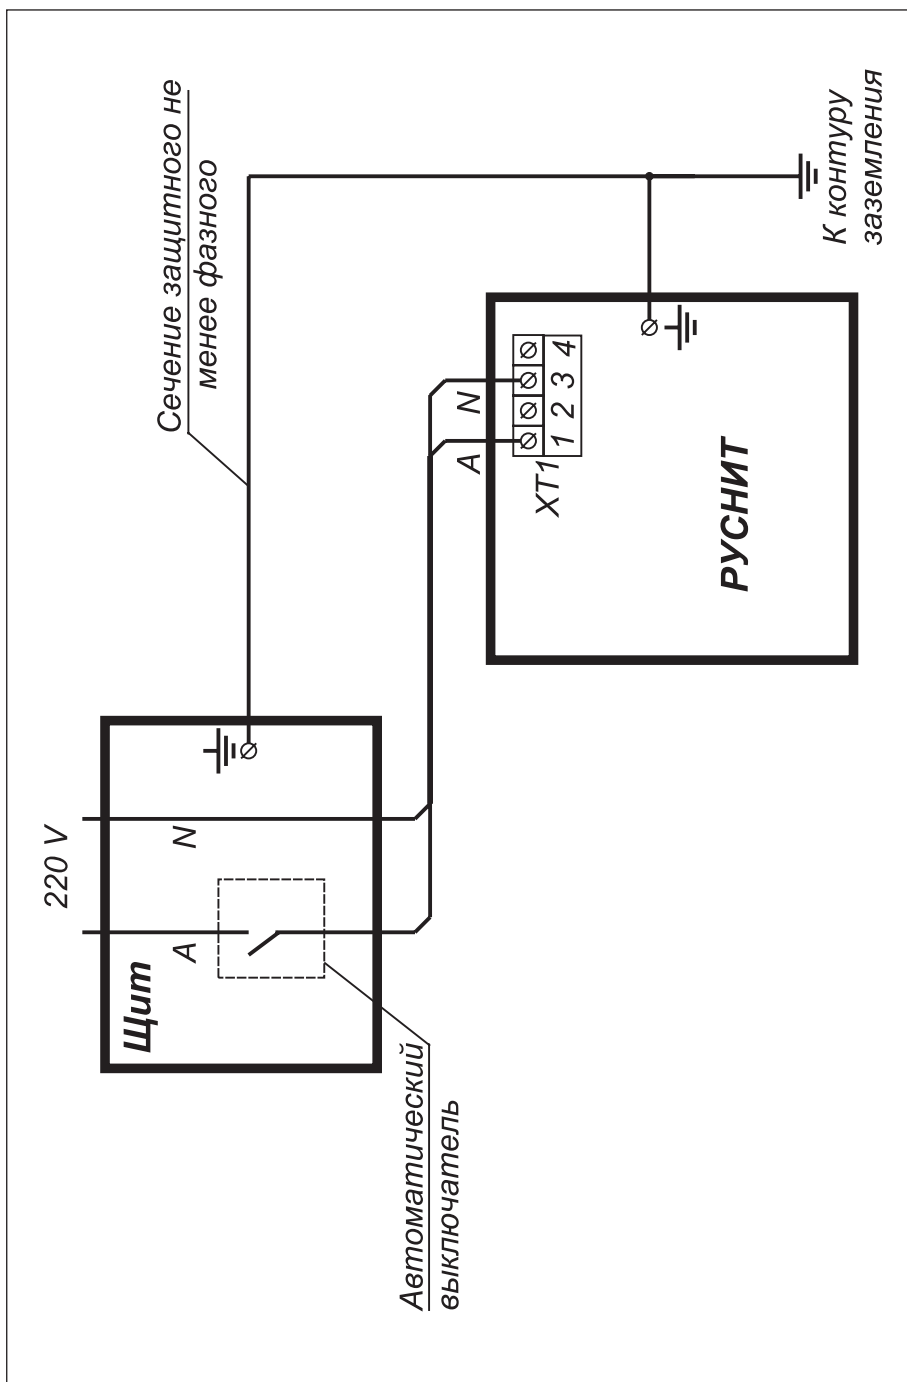 220 V
Щит
A
N
Автоматический
выключатель
Сечение защитного не
менее фазного
A
N
XT1
1 2 3 4
РУСНИТ
К контуру
заземления